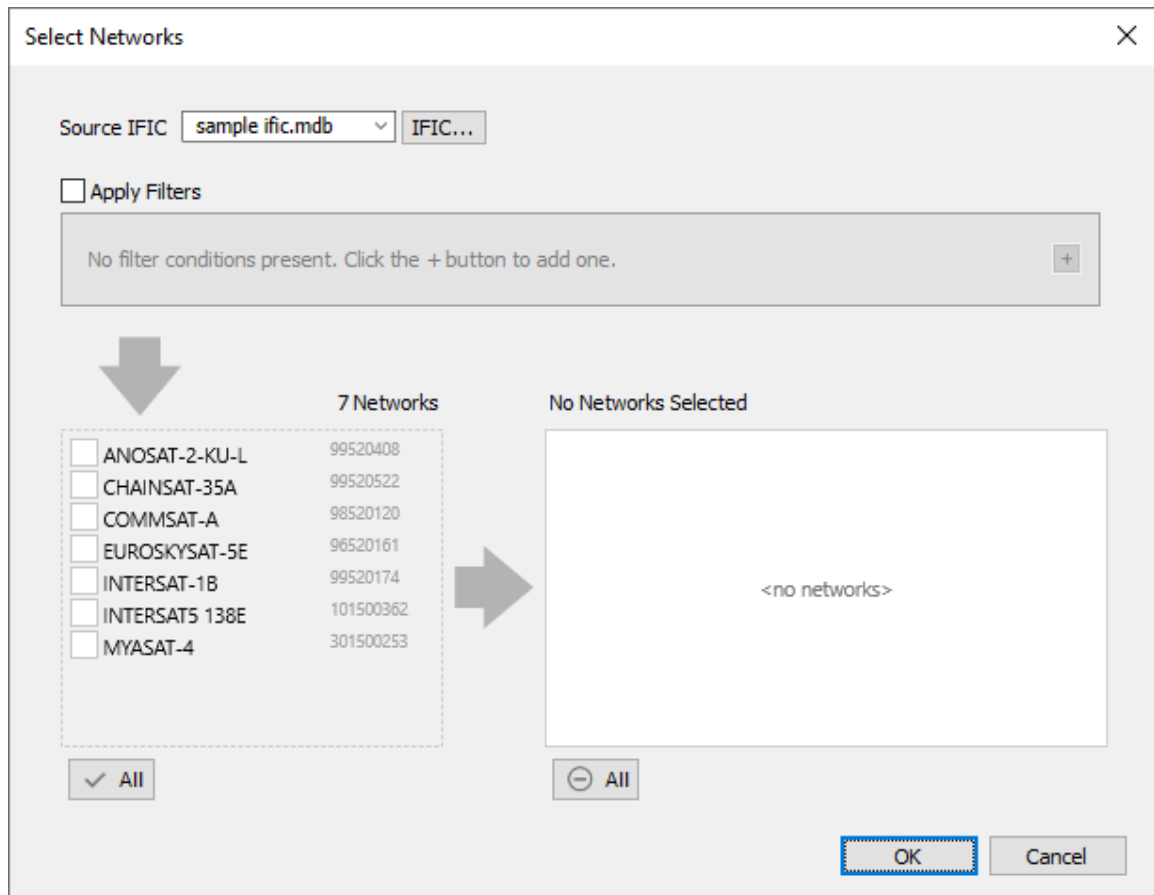 Select Networks
Source IFIC sample ific.mdb IFIC...
Apply Filters
No filter conditions present. Click the + button to add one. +
7 Networks No Networks Selected
ANOSAT-2-KU-L 99520408
CHAINSAT-35A 99520522
COMMSAT-A 98520120
EUROSKYSAT-5E 96520161
INTERSAT-1B 99520174
INTERSAT5 138E 101500362
MYASAT-4 301500253
<no networks>
All All
OK Cancel